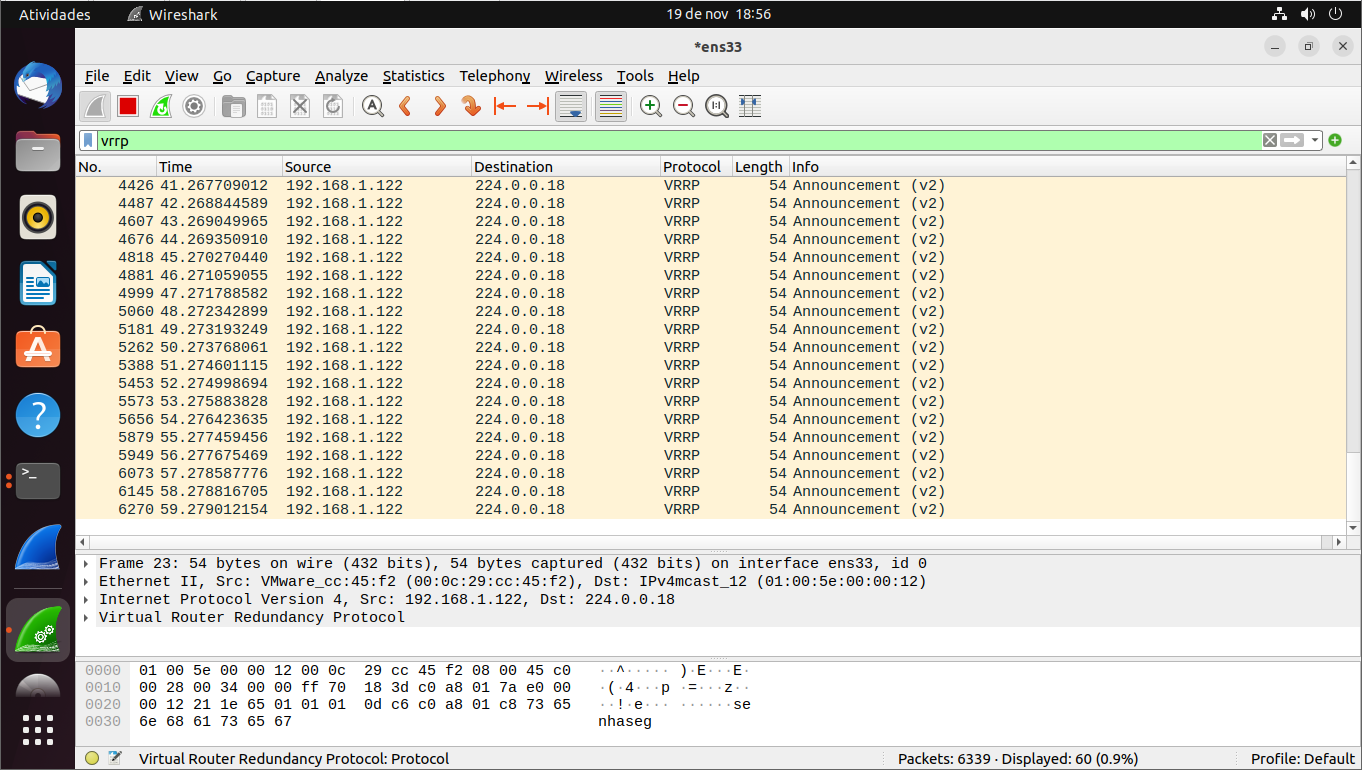 Atividades Wireshark 19 de nov 18:56
*ens33
File Edit View Go Capture Analyze Statistics Telephony Wireless Tools Help
vrrp
No. Time Source Destination Protocol Length Info
4426 41.267709012 192.168.1.122 224.0.0.18 VRRP 54 Announcement (v2)
4487 42.268844589 192.168.1.122 224.0.0.18 VRRP 54 Announcement (v2)
4607 43.269049965 192.168.1.122 224.0.0.18 VRRP 54 Announcement (v2)
4676 44.269350910 192.168.1.122 224.0.0.18 VRRP 54 Announcement (v2)
4818 45.270270440 192.168.1.122 224.0.0.18 VRRP 54 Announcement (v2)
4881 46.271059055 192.168.1.122 224.0.0.18 VRRP 54 Announcement (v2)
4999 47.271788582 192.168.1.122 224.0.0.18 VRRP 54 Announcement (v2)
5060 48.272342899 192.168.1.122 224.0.0.18 VRRP 54 Announcement (v2)
5181 49.273193249 192.168.1.122 224.0.0.18 VRRP 54 Announcement (v2)
5262 50.273768061 192.168.1.122 224.0.0.18 VRRP 54 Announcement (v2)
5388 51.274601115 192.168.1.122 224.0.0.18 VRRP 54 Announcement (v2)
5453 52.274998694 192.168.1.122 224.0.0.18 VRRP 54 Announcement (v2)
5573 53.275883828 192.168.1.122 224.0.0.18 VRRP 54 Announcement (v2)
5656 54.276423635 192.168.1.122 224.0.0.18 VRRP 54 Announcement (v2)
5879 55.277459456 192.168.1.122 224.0.0.18 VRRP 54 Announcement (v2)
5949 56.277675469 192.168.1.122 224.0.0.18 VRRP 54 Announcement (v2)
6073 57.278587776 192.168.1.122 224.0.0.18 VRRP 54 Announcement (v2)
6145 58.278816705 192.168.1.122 224.0.0.18 VRRP 54 Announcement (v2)
6270 59.279012154 192.168.1.122 224.0.0.18 VRRP 54 Announcement (v2)
Frame 23: 54 bytes on wire (432 bits), 54 bytes captured (432 bits) on interface ens33, id 0
Ethernet II, Src: VMware_cc:45:f2 (00:0c:29:cc:45:f2), Dst: IPv4mcast_12 (01:00:5e:00:00:12)
Internet Protocol Version 4, Src: 192.168.1.122, Dst: 224.0.0.18
Virtual Router Redundancy Protocol
0000 01 00 5e 00 00 12 00 0c 29 cc 45 f2 08 00 45 c0 ··^····· )·E···E·
0010 00 28 00 34 00 00 ff 70 18 3d c0 a8 01 7a e0 00 ·(·4···p ·=···z··
0020 00 12 21 1e 65 01 01 01 0d c6 c0 a8 01 c8 73 65 ··!·e··· ······se
0030 6e 68 61 73 65 67 nhaseg
Virtual Router Redundancy Protocol: Protocol Packets: 6339 · Displayed: 60 (0.9%) Profile: Default